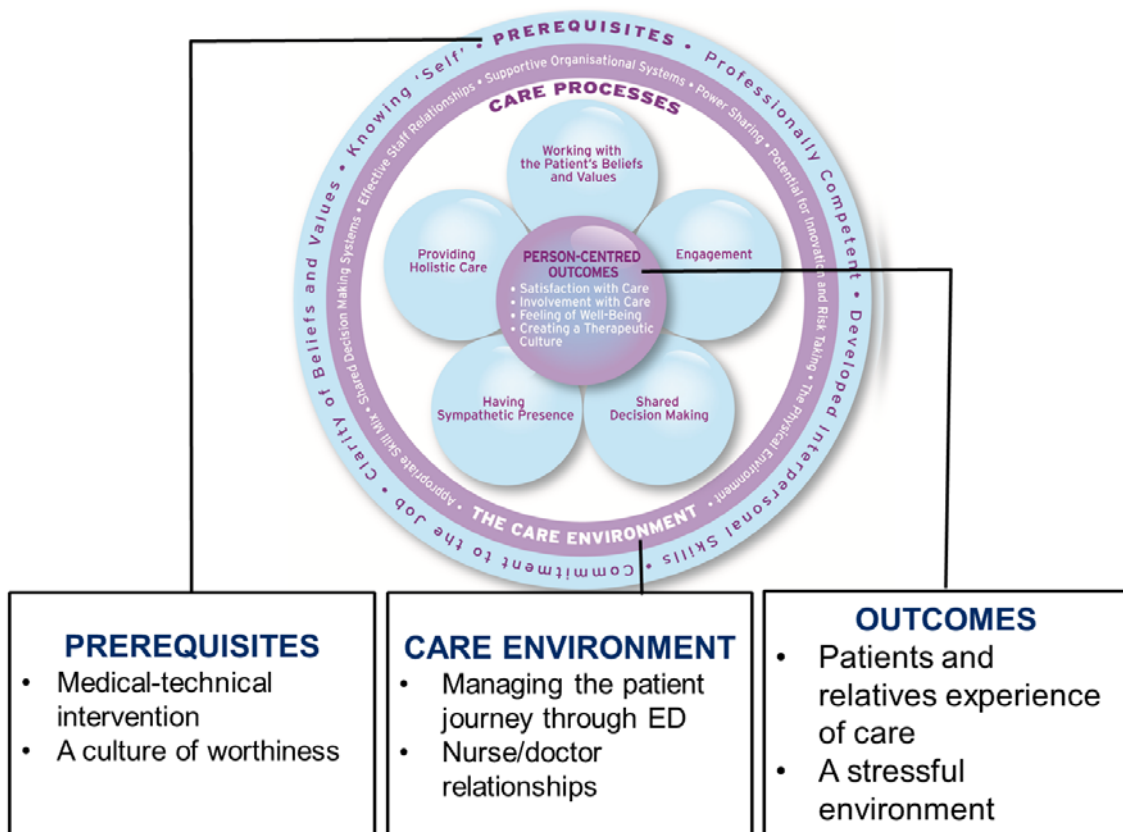 • PREREQUISITES • Professionally Competent • Developed Interpersonal Skills • Commitment to the Job • Clarity of Beliefs and Values • Knowing 'Self'
• THE CARE ENVIRONMENT • Appropriate Skill Mix • Shared Decision Making Systems • Effective Staff Relationships • Supportive Organisational Systems • Power Sharing • Potential for Innovation and Risk Taking • The Physical Environment
CARE PROCESSES
Working with
the Patient's Beliefs
and Values
Providing
Holistic Care
Engagement
PERSON-CENTRED
OUTCOMES
• Satisfaction with Care
• Involvement with Care
• Feeling of Well-Being
• Creating a Therapeutic
Culture
Having
Sympathetic Presence
Shared
Decision Making
PREREQUISITES
• Medical-technical
intervention
• A culture of worthiness
CARE ENVIRONMENT
• Managing the patient
journey through ED
• Nurse/doctor
relationships
OUTCOMES
• Patients and
relatives experience
of care
• A stressful
environment